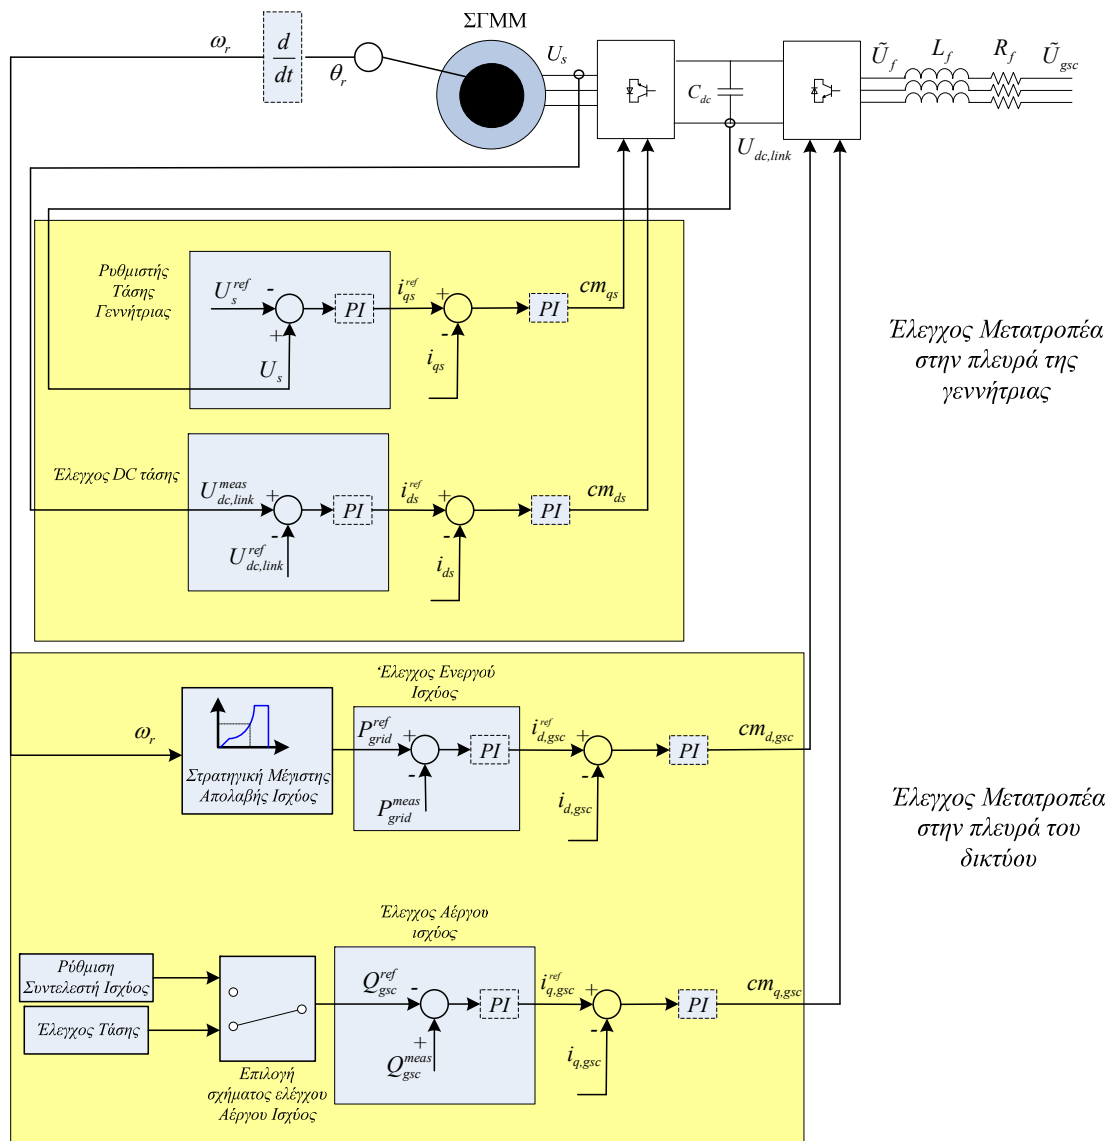 ΣΓΜΜ
ω_r
d/dt
θ_r
U_s
C_dc
U_dc,link
Ũ_f
L_f
R_f
Ũ_gsc
Ρυθμιστής
Τάσης
Γεννήτριας
U_s^ref
-
+
U_s
PI
i_qs^ref
+
-
i_qs
PI
cm_qs
Έλεγχος Μετατροπέα
στην πλευρά της
γεννήτριας
Έλεγχος DC τάσης
U_dc,link^meas
+
-
U_dc,link^ref
PI
i_ds^ref
+
-
i_ds
PI
cm_ds
ω_r
Στρατηγική Μέγιστης
Απολαβής Ισχύος
Έλεγχος Ενεργού
Ισχύος
P_grid^ref
+
-
P_grid^meas
PI
i_d,gsc^ref
+
-
i_d,gsc
PI
cm_d,gsc
Έλεγχος Μετατροπέα
στην πλευρά του
δικτύου
Ρύθμιση
Συντελεστή Ισχύος
Έλεγχος Τάσης
Επιλογή
σχήματος ελέγχου
Αέργου Ισχύος
Έλεγχος Αέργου
ισχύος
Q_gsc^ref
-
+
Q_gsc^meas
PI
i_q,gsc^ref
+
-
i_q,gsc
PI
cm_q,gsc